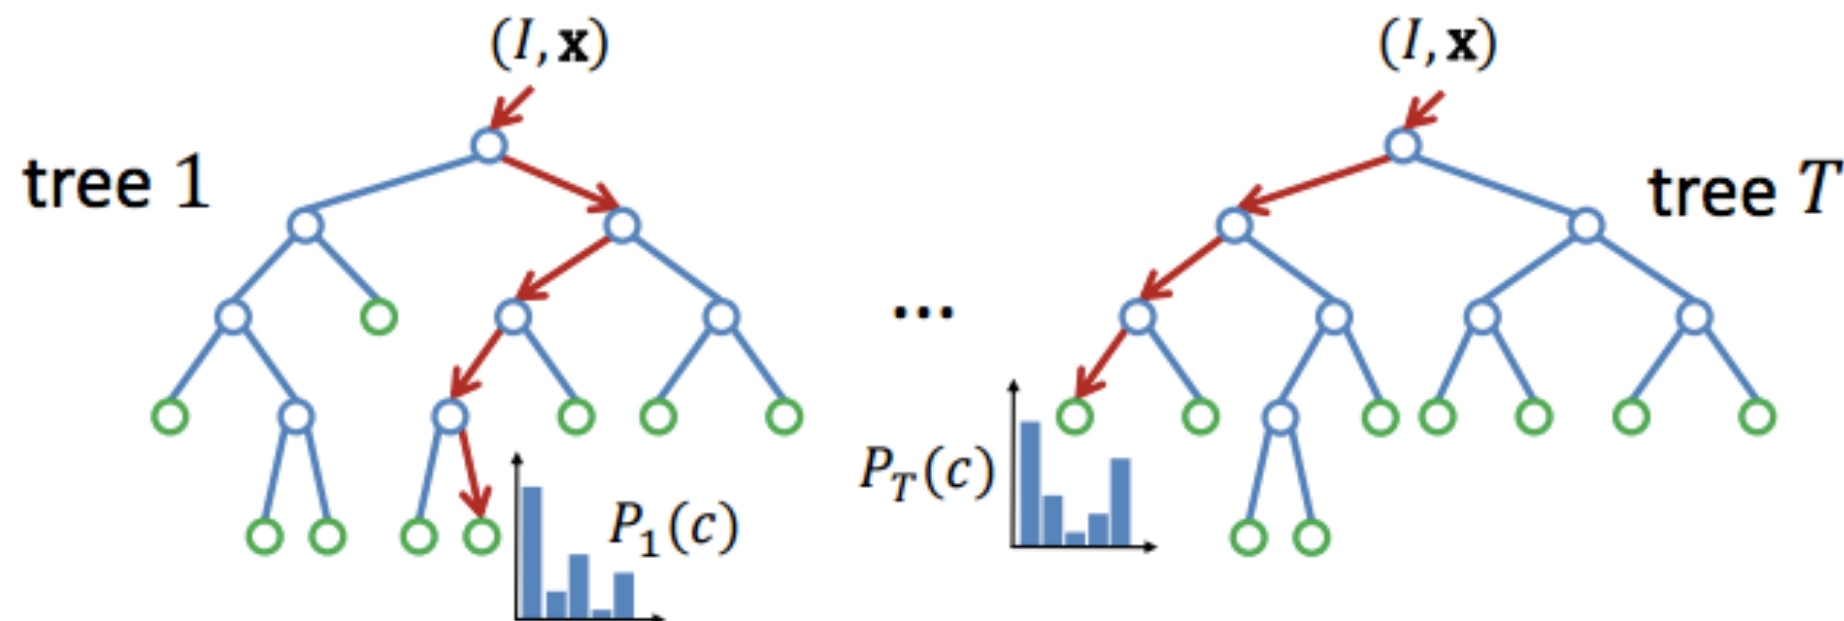 (I, x)
(I, x)
tree 1
tree T
...
P_T(c)
P_1(c)